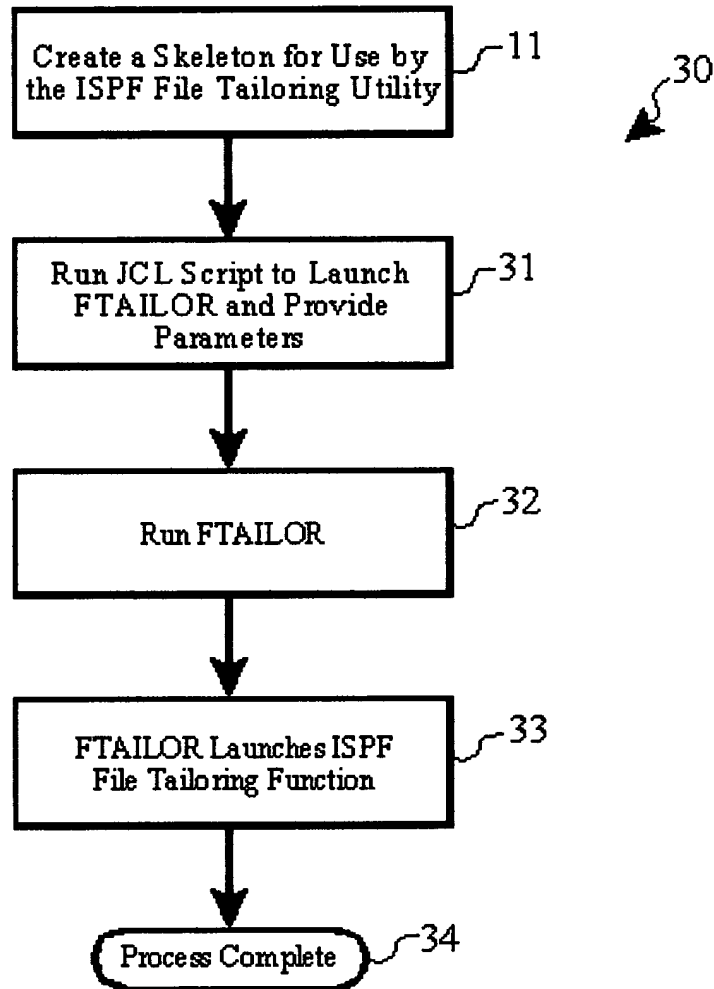 Create a Skeleton for Use by
the ISPF File Tailoring Utility
11
30
Run JCL Script to Launch
FTAILOR and Provide
Parameters
31
Run FTAILOR
32
FTAILOR Launches ISPF
File Tailoring Function
33
Process Complete
34